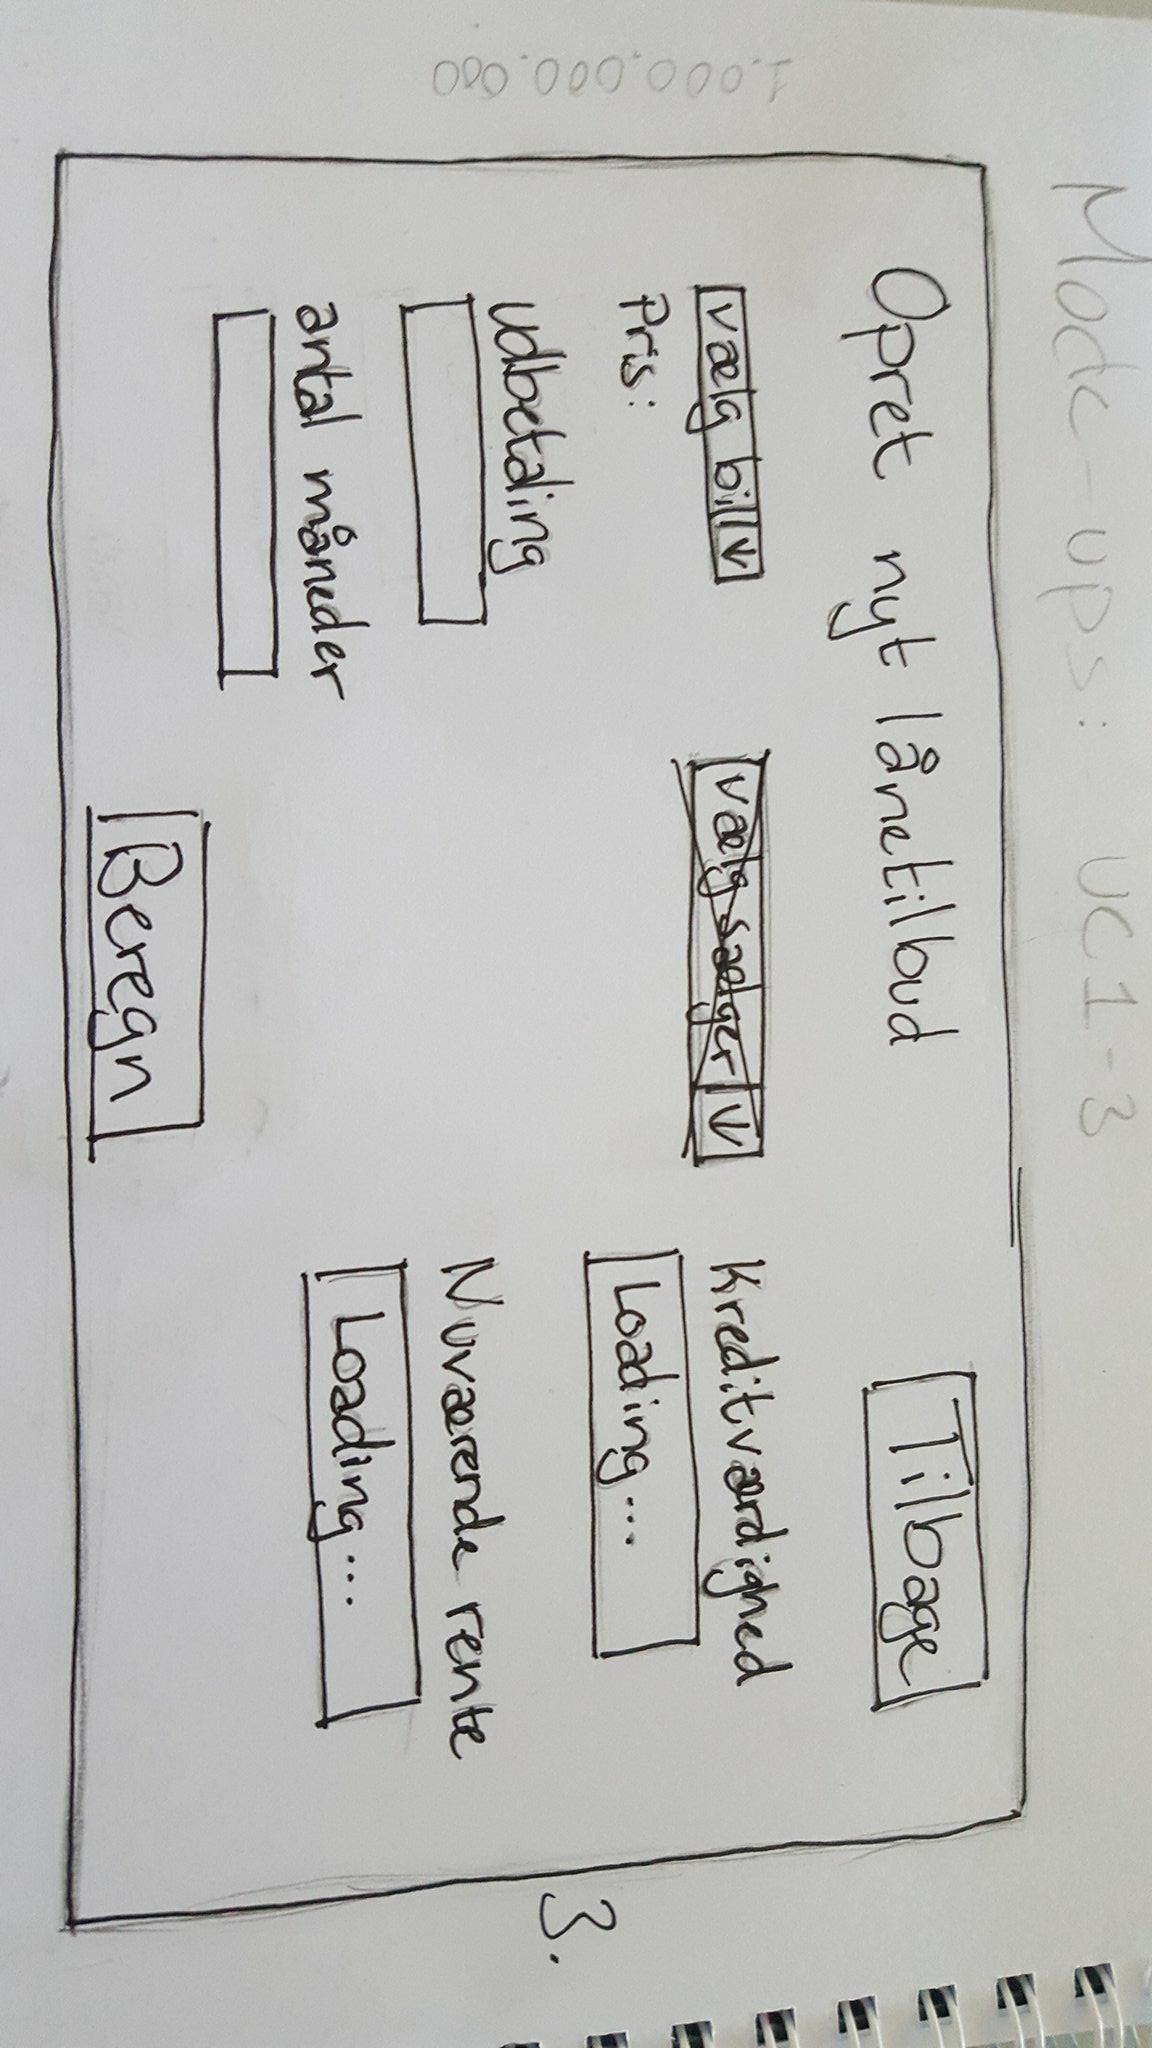 Mock-ups: UC1-3
Opret nyt lånetilbud
Tilbage
vælg bil
vælg sælger
Kreditværdighed
Pris:
Loading...
Udbetaling
Nuværende rente
antal måneder
Loading...
Beregn
3.
1.000.000.000